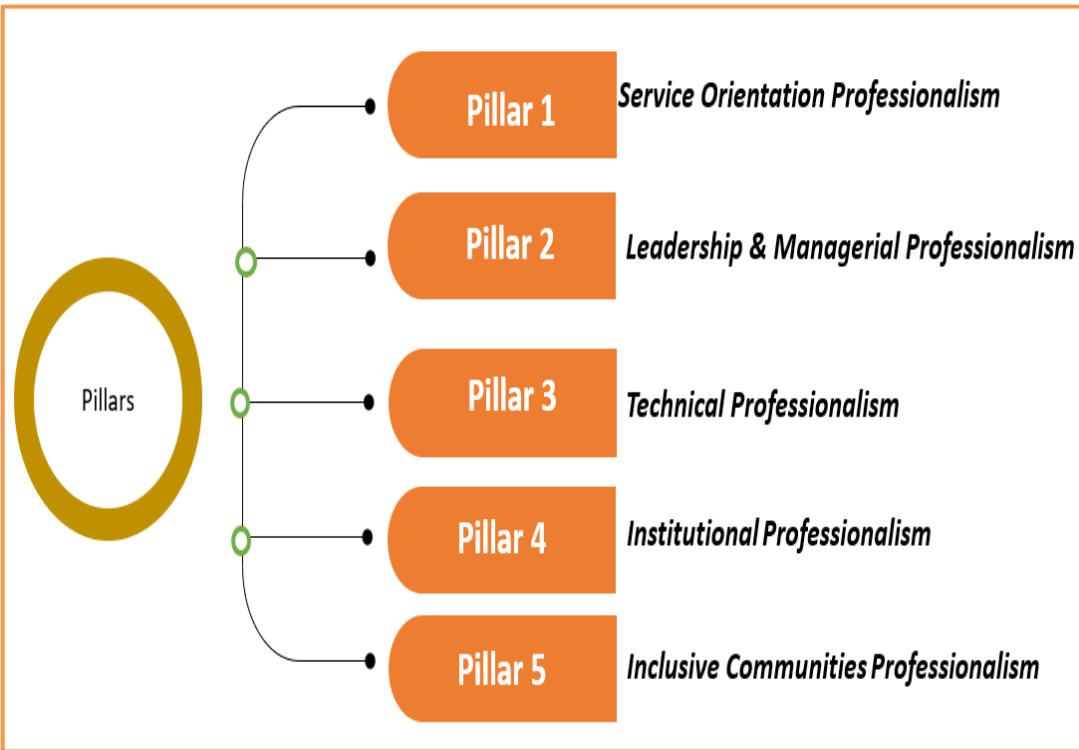 Pillar 1
Service Orientation Professionalism
Pillar 2
Leadership & Managerial Professionalism
Pillars
Pillar 3
Technical Professionalism
Pillar 4
Institutional Professionalism
Pillar 5
Inclusive Communities Professionalism